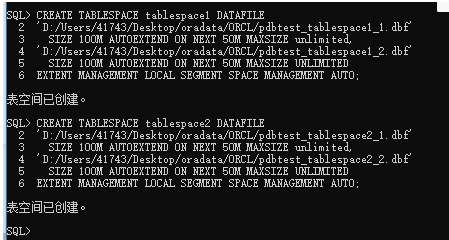 SQL> CREATE TABLESPACE tablespace1 DATAFILE
2 'D:/Users/41743/Desktop/oradata/ORCL/pdbtest_tablespace1_1.dbf'
3 SIZE 100M AUTOEXTEND ON NEXT 50M MAXSIZE unlimited,
4 'D:/Users/41743/Desktop/oradata/ORCL/pdbtest_tablespace1_2.dbf'
5 SIZE 100M AUTOEXTEND ON NEXT 50M MAXSIZE UNLIMITED
6 EXTENT MANAGEMENT LOCAL SEGMENT SPACE MANAGEMENT AUTO;
表空间已创建。
SQL> CREATE TABLESPACE tablespace2 DATAFILE
2 'D:/Users/41743/Desktop/oradata/ORCL/pdbtest_tablespace2_1.dbf'
3 SIZE 100M AUTOEXTEND ON NEXT 50M MAXSIZE unlimited,
4 'D:/Users/41743/Desktop/oradata/ORCL/pdbtest_tablespace2_2.dbf'
5 SIZE 100M AUTOEXTEND ON NEXT 50M MAXSIZE UNLIMITED
6 EXTENT MANAGEMENT LOCAL SEGMENT SPACE MANAGEMENT AUTO;
表空间已创建。
SQL>